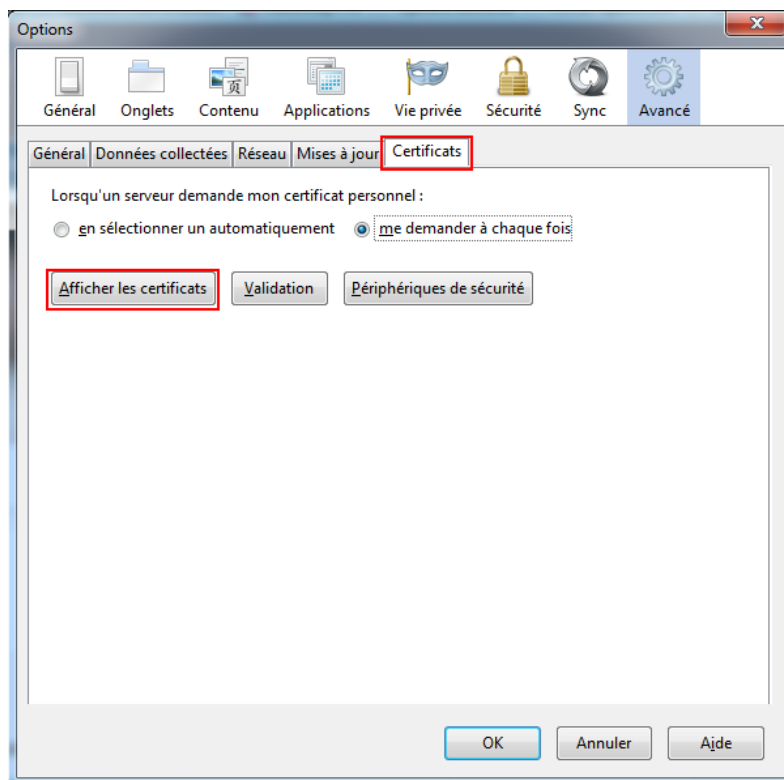 Options
Général Onglets Contenu Applications Vie privée Sécurité Sync Avancé
Général Données collectées Réseau Mises à jour Certificats
Lorsqu'un serveur demande mon certificat personnel :
en sélectionner un automatiquement me demander à chaque fois
Afficher les certificats Validation Périphériques de sécurité
OK Annuler Aide